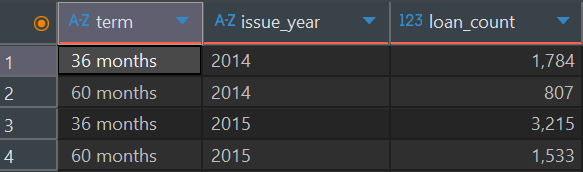 A-Z term A-Z issue_year 123 loan_count
1 36 months 2014 1,784
2 60 months 2014 807
3 36 months 2015 3,215
4 60 months 2015 1,533